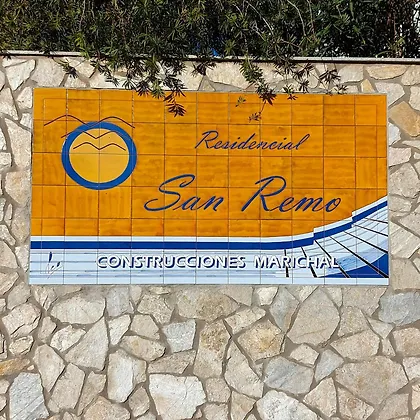 Residencial
San Remo
CONSTRUCCIONES MARICHAL